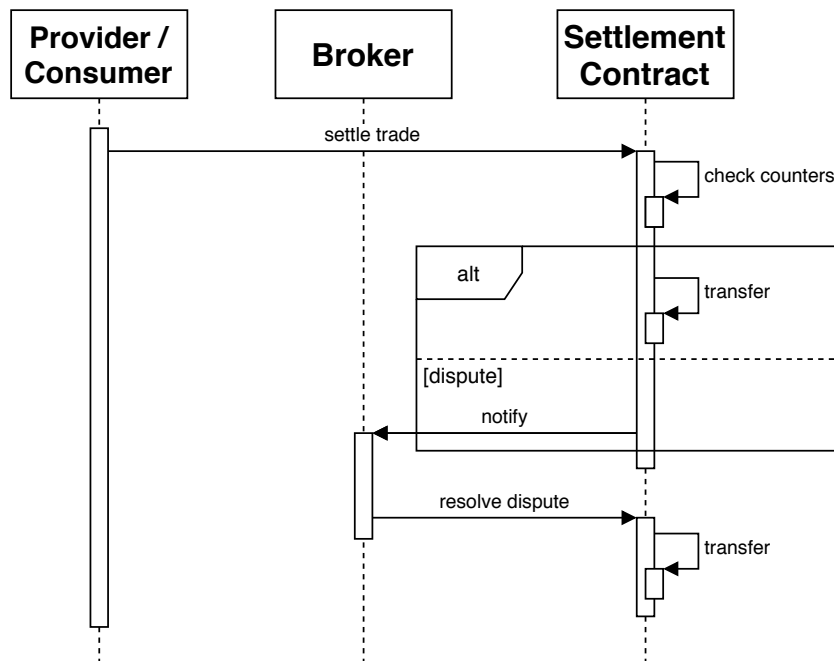 Provider /
Consumer
Broker
Settlement
Contract
settle trade
check counters
alt
transfer
[dispute]
notify
resolve dispute
transfer